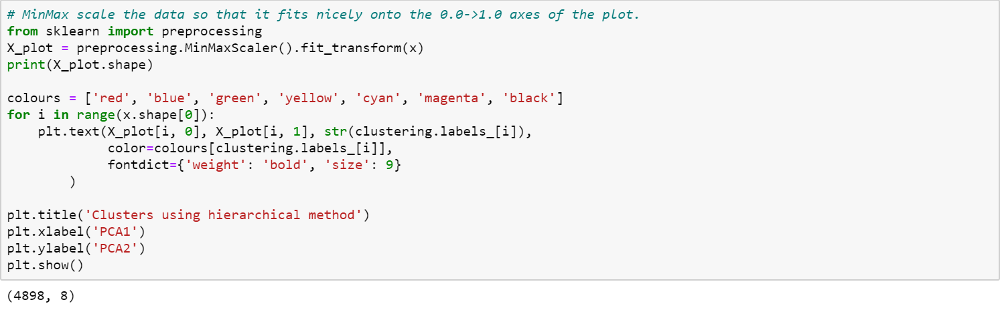 # MinMax scale the data so that it fits nicely onto the 0.0->1.0 axes of the plot.
from sklearn import preprocessing
X_plot = preprocessing.MinMaxScaler().fit_transform(x)
print(X_plot.shape)

colours = ['red', 'blue', 'green', 'yellow', 'cyan', 'magenta', 'black']
for i in range(x.shape[0]):
    plt.text(X_plot[i, 0], X_plot[i, 1], str(clustering.labels_[i]),
             color=colours[clustering.labels_[i]],
             fontdict={'weight': 'bold', 'size': 9}
        )

plt.title('Clusters using hierarchical method')
plt.xlabel('PCA1')
plt.ylabel('PCA2')
plt.show()
(4898, 8)